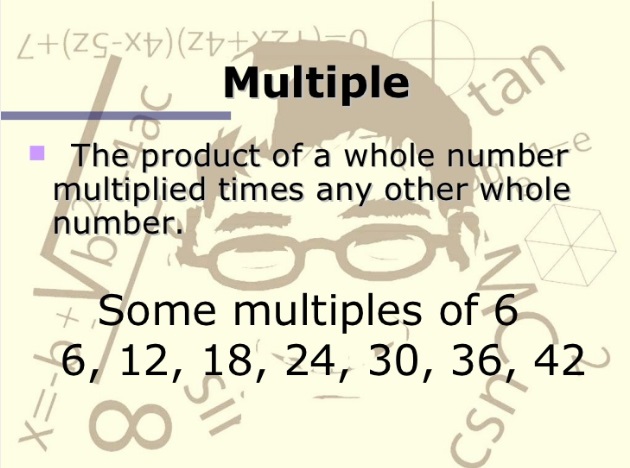 Multiple
The product of a whole number
multiplied times any other whole
number.
Some multiples of 6
6, 12, 18, 24, 30, 36, 42
tan